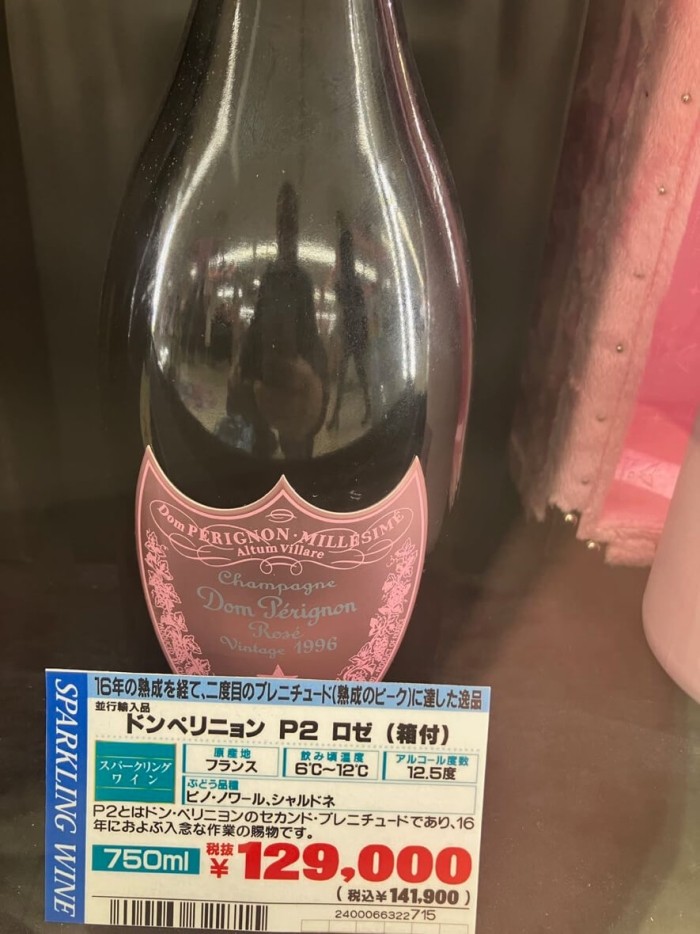 Dom PÉRIGNON・MILLÉSIME
Altum Villare
Champagne
Dom Pérignon
Rosé
Vintage 1996
SPARKLING WINE
16年の熟成を経て、二度目のプレニチュード(熟成のピーク)に達した逸品
並行輸入品
ドンペリニョン P2 ロゼ（箱付）
スパークリング
ワイン
原産地
フランス
飲み頃温度
6℃〜12℃
アルコール度数
12.5度
ぶどう品種
ピノ・ノワール、シャルドネ
P2とはドン・ペリニヨンのセカンド・プレニチュードであり、16
年におよぶ入念な作業の賜物です。
750ml
税抜
¥129,000
（税込¥141,900）
2400066322715